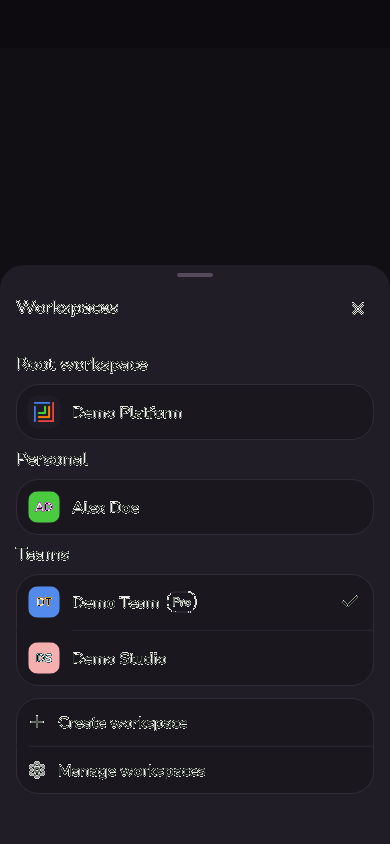 Workspaces
Root workspace
Demo Platform
Personal
AD
Alex Doe
Teams
DT
Demo Team Pro
DS
Demo Studio
Create workspace
Manage workspaces